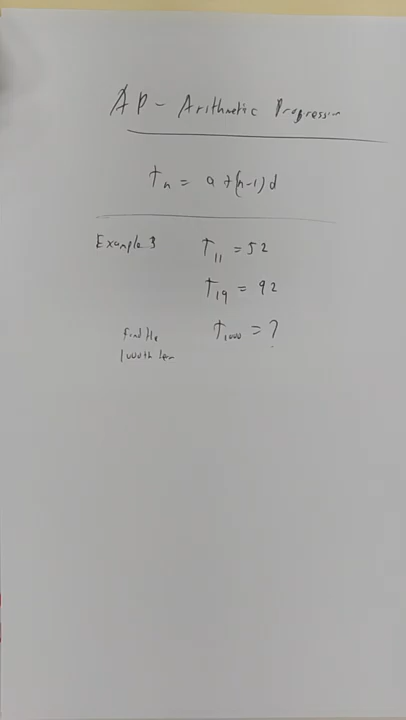 AP - Arithmetic Progression
Tn = a+(n-1)d
Example 3
T11 = 52
T19 = 92
T1000 = ?
find the
1000th term